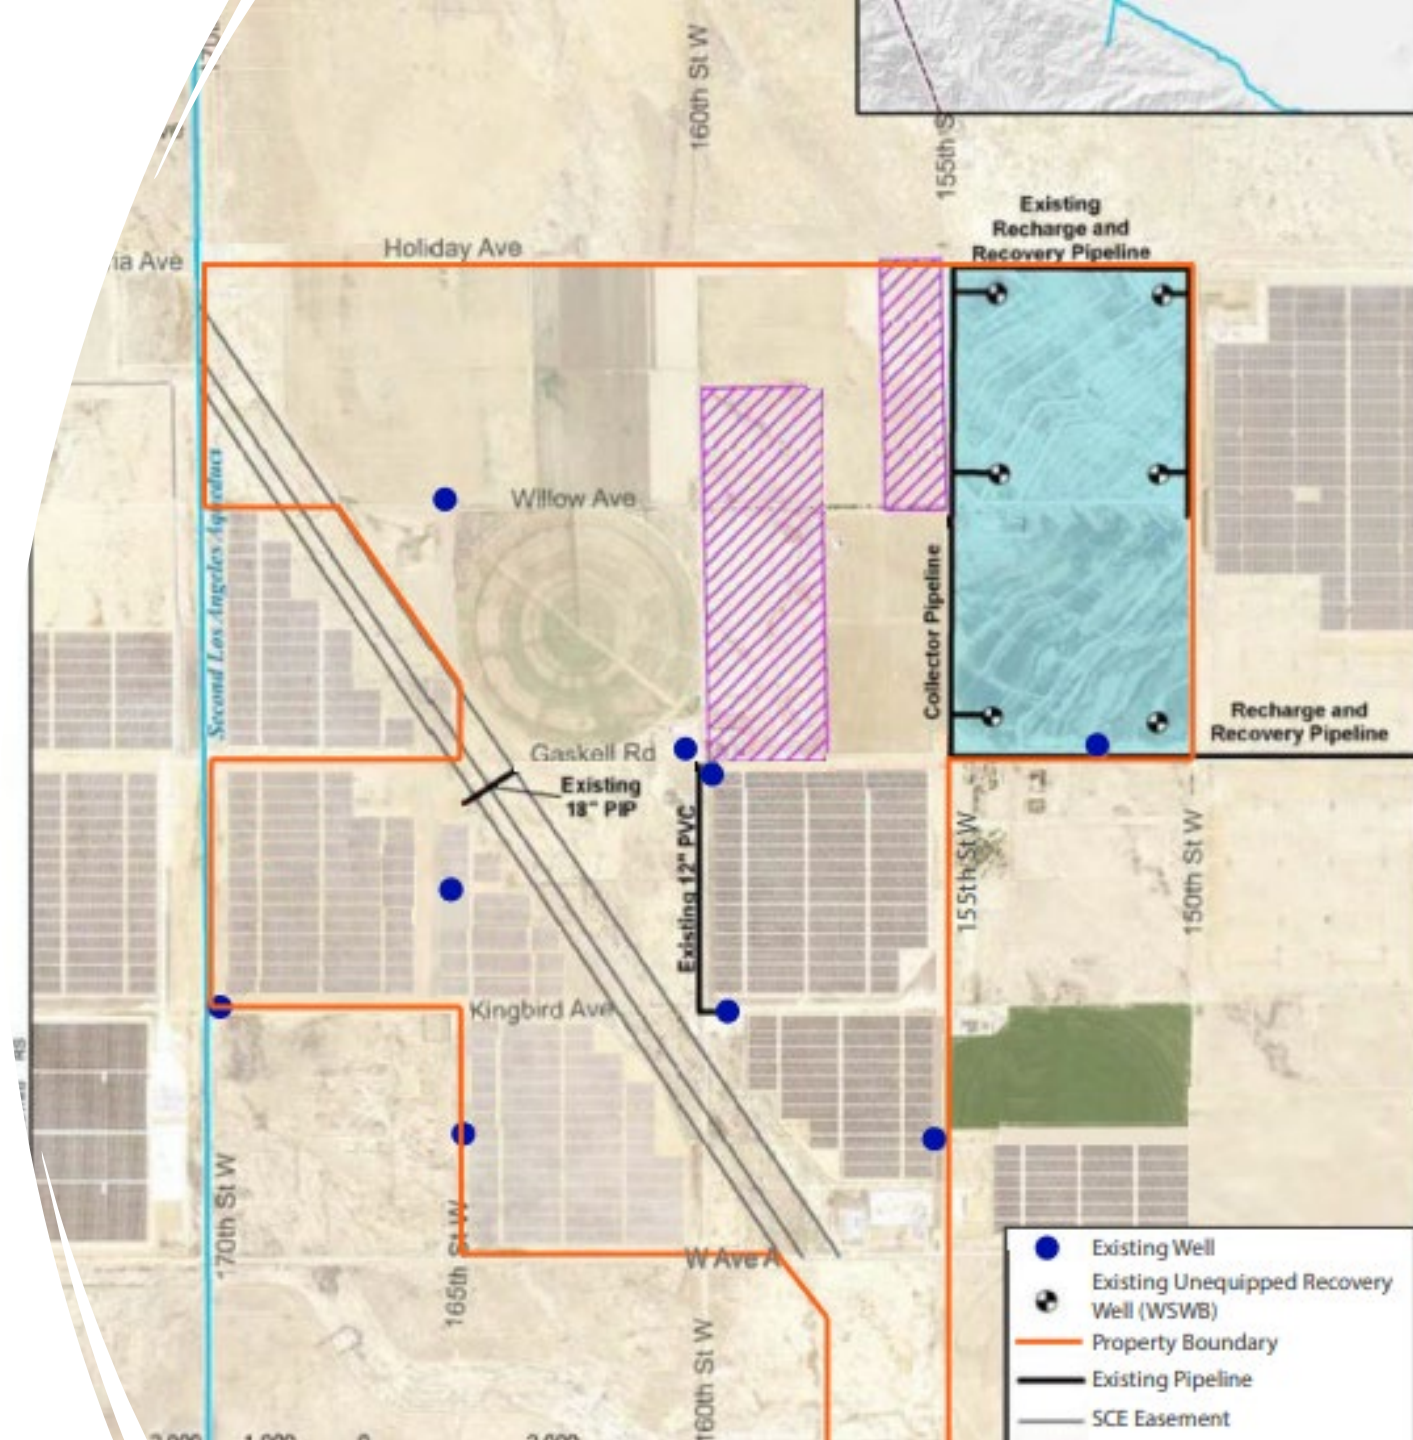 160th St W
155th S
Existing
Recharge and
Recovery Pipeline
Holiday Ave
ia Ave
Willow Ave
Second Los Angeles Aqueduct
Collector Pipeline
Recharge and
Recovery Pipeline
Gaskell Rd
Existing
18" PIP
Existing 12" PVC
155th St W
150th St W
Kingbird Ave
170th St W
165th St W
W Ave A
160th St W
Existing Well
Existing Unequipped Recovery
Well (WSWB)
Property Boundary
Existing Pipeline
SCE Easement